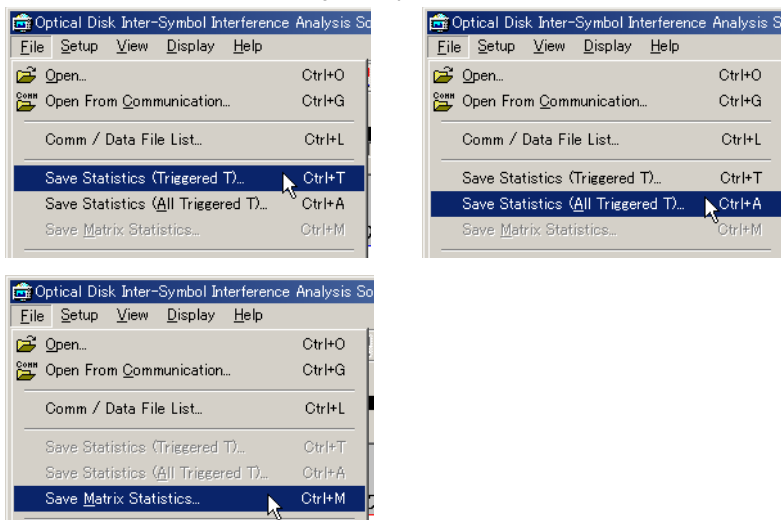 Optical Disk Inter-Symbol Interference Analysis So
File Setup View Display Help
Open... Ctrl+O
Comm Open From Communication... Ctrl+G
Comm / Data File List... Ctrl+L
Save Statistics (Triggered T)... Ctrl+T
Save Statistics (All Triggered T)... Ctrl+A
Save Matrix Statistics... Ctrl+M
Optical Disk Inter-Symbol Interference Analysis S
File Setup View Display Help
Open... Ctrl+O
Comm Open From Communication... Ctrl+G
Comm / Data File List... Ctrl+L
Save Statistics (Triggered T)... Ctrl+T
Save Statistics (All Triggered T)... Ctrl+A
Save Matrix Statistics... Ctrl+M
Optical Disk Inter-Symbol Interference Analysis So
File Setup View Display Help
Open... Ctrl+O
Comm Open From Communication... Ctrl+G
Comm / Data File List... Ctrl+L
Save Statistics (Triggered T)... Ctrl+T
Save Statistics (All Triggered T)... Ctrl+A
Save Matrix Statistics... Ctrl+M